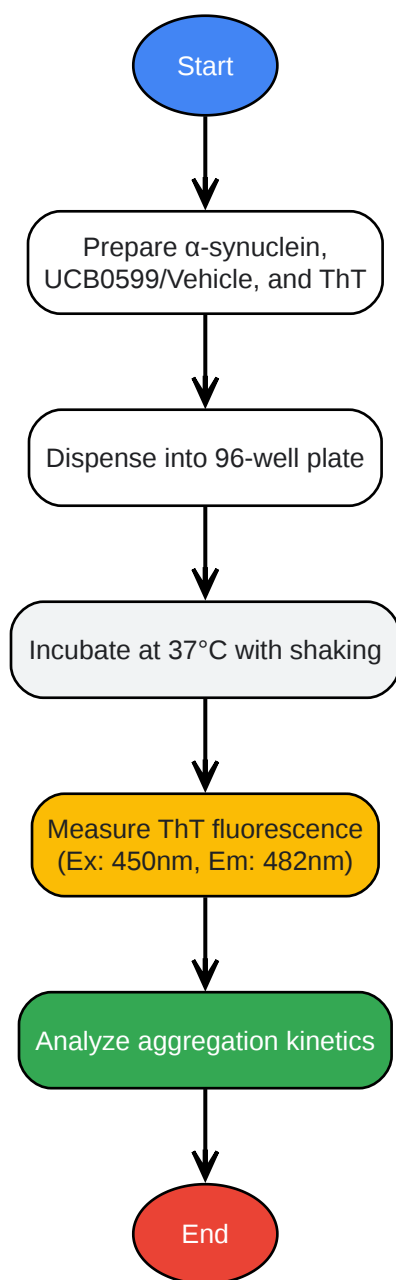 Start
Prepare α-synuclein,
UCB0599/Vehicle, and ThT
Dispense into 96-well plate
Incubate at 37°C with shaking
Measure ThT fluorescence
(Ex: 450nm, Em: 482nm)
Analyze aggregation kinetics
End